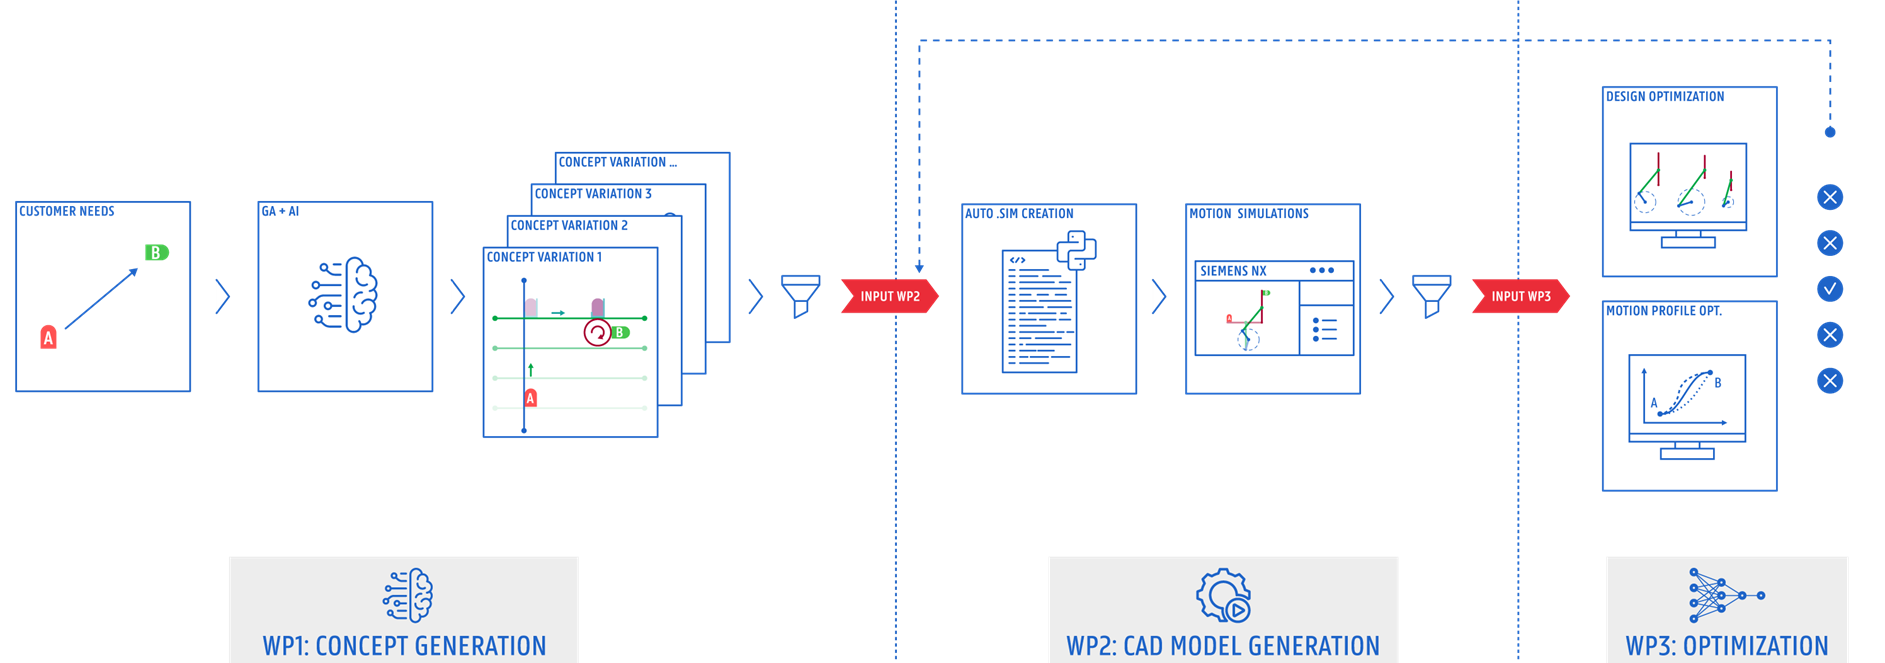 CUSTOMER NEEDS
B
A
GA + AI
CONCEPT VARIATION ...
CONCEPT VARIATION 3
CONCEPT VARIATION 2
CONCEPT VARIATION 1
B
A
INPUT WP2
AUTO .SIM CREATION
</>
MOTION SIMULATIONS
SIEMENS NX
B
A
INPUT WP3
DESIGN OPTIMIZATION
MOTION PROFILE OPT.
B
A
WP1: CONCEPT GENERATION
WP2: CAD MODEL GENERATION
WP3: OPTIMIZATION